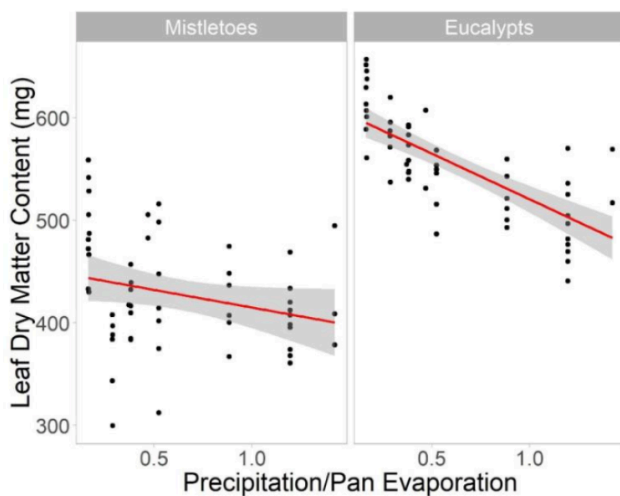 Mistletoes Eucalypts
Leaf Dry Matter Content (mg)
600
500
400
300
0.5 1.0 0.5 1.0
Precipitation/Pan Evaporation